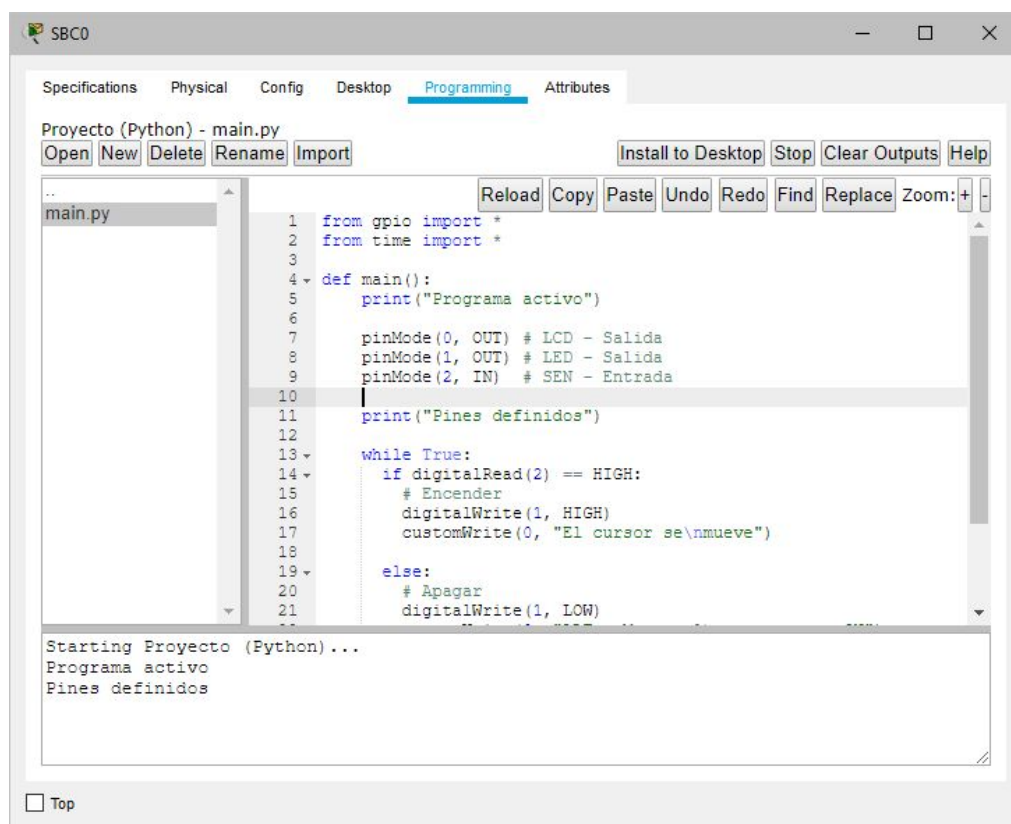 SBC0
Specifications Physical Config Desktop Programming Attributes
Proyecto (Python) - main.py
Open New Delete Rename Import Install to Desktop Stop Clear Outputs Help
..
main.py
Reload Copy Paste Undo Redo Find Replace Zoom: + -
1 from gpio import *
2 from time import *
3
4 def main():
5     print("Programa activo")
6
7     pinMode(0, OUT) # LCD - Salida
8     pinMode(1, OUT) # LED - Salida
9     pinMode(2, IN)  # SEN - Entrada
10
11     print("Pines definidos")
12
13     while True:
14       if digitalRead(2) == HIGH:
15         # Encender
16         digitalWrite(1, HIGH)
17         customWrite(0, "El cursor se\nmueve")
18
19       else:
20         # Apagar
21         digitalWrite(1, LOW)
Starting Proyecto (Python)...
Programa activo
Pines definidos
Top